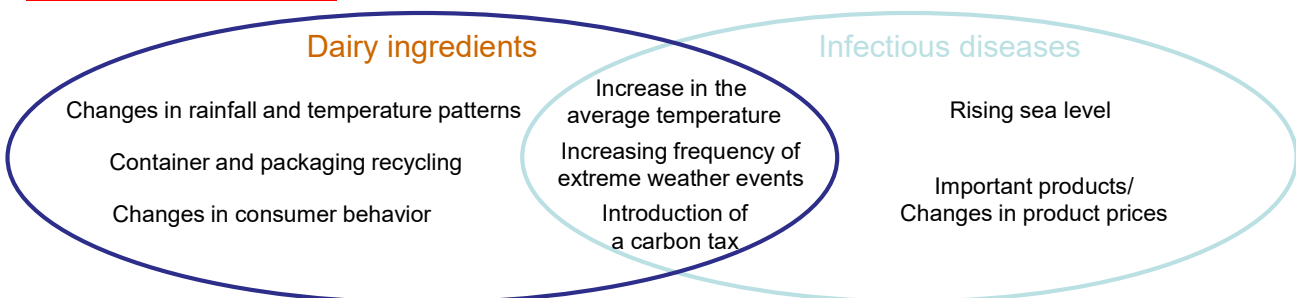 Dairy ingredients
Infectious diseases
Changes in rainfall and temperature patterns
Container and packaging recycling
Changes in consumer behavior
Increase in the
average temperature
Increasing frequency of
extreme weather events
Introduction of
a carbon tax
Rising sea level
Important products/
Changes in product prices